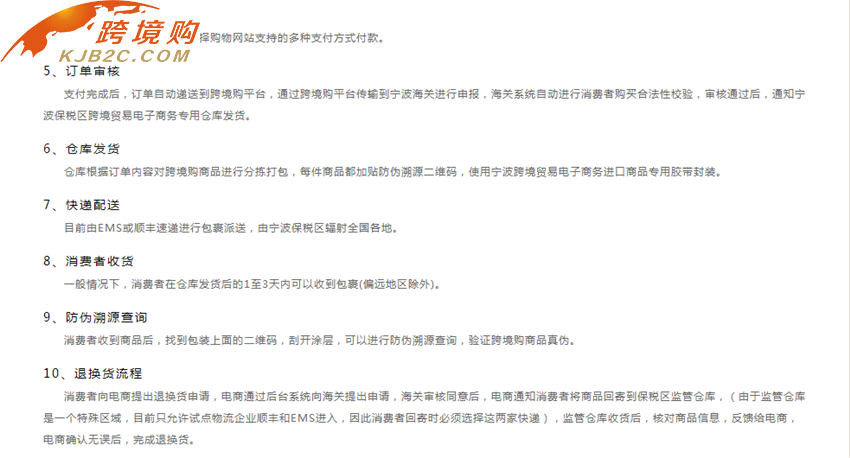 跨境购
KJB2C.COM
择购物网站支持的多种支付方式付款。
5、订单审核
支付完成后，订单自动递送到跨境购平台，通过跨境购平台传输到宁波海关进行申报，海关系统自动进行消费者购买合法性校验，审核通过后，通知宁
波保税区跨境贸易电子商务专用仓库发货。
6、仓库发货
仓库根据订单内容对跨境购商品进行分拣打包，每件商品都加贴防伪溯源二维码，使用宁波跨境贸易电子商务进口商品专用胶带封装。
7、快递配送
目前由EMS或顺丰速递进行包裹派送，由宁波保税区辐射全国各地。
8、消费者收货
一般情况下，消费者在仓库发货后的1至3天内可以收到包裹(偏远地区除外)。
9、防伪溯源查询
消费者收到商品后，找到包装上面的二维码，刮开涂层，可以进行防伪溯源查询，验证跨境购商品真伪。
10、退换货流程
消费者向电商提出退换货申请，电商通过后台系统向海关提出申请，海关审核同意后，电商通知消费者将商品回寄到保税区监管仓库，（由于监管仓库
是一个特殊区域，目前只允许试点物流企业顺丰和EMS进入，因此消费者回寄时必须选择这两家快递），监管仓库收货后，核对商品信息，反馈给电商，
电商确认无误后，完成退换货。